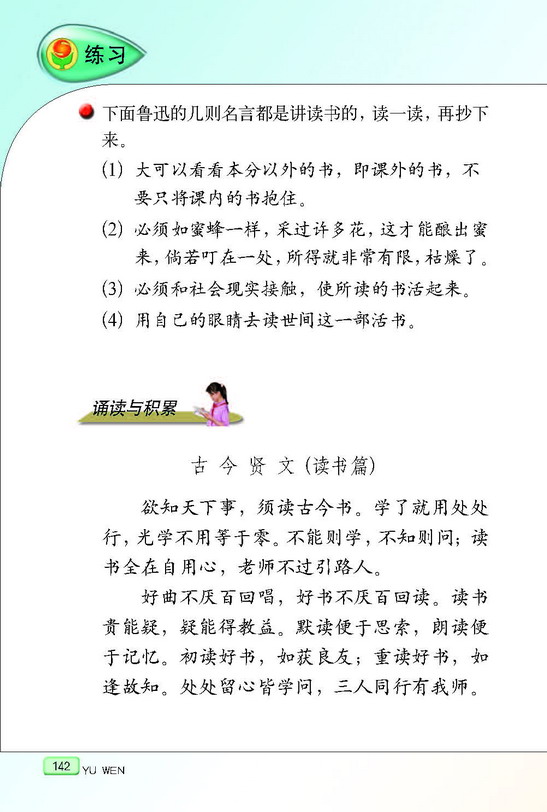 练习
下面鲁迅的几则名言都是讲读书的，读一读，再抄下
来。
(1) 大可以看看本分以外的书，即课外的书，不
要只将课内的书抱住。
(2) 必须如蜜蜂一样，采过许多花，这才能酿出蜜
来，倘若叮在一处，所得就非常有限，枯燥了。
(3) 必须和社会现实接触，使所读的书活起来。
(4) 用自己的眼睛去读世间这一部活书。
诵读与积累
古今贤文（读书篇）
欲知天下事，须读古今书。学了就用处处
行，光学不用等于零。不能则学，不知则问；读
书全在自用心，老师不过引路人。
好曲不厌百回唱，好书不厌百回读。读书
贵能疑，疑能得教益。默读便于思索，朗读便
于记忆。初读好书，如获良友；重读好书，如
逢故知。处处留心皆学问，三人同行有我师。
142 YU WEN